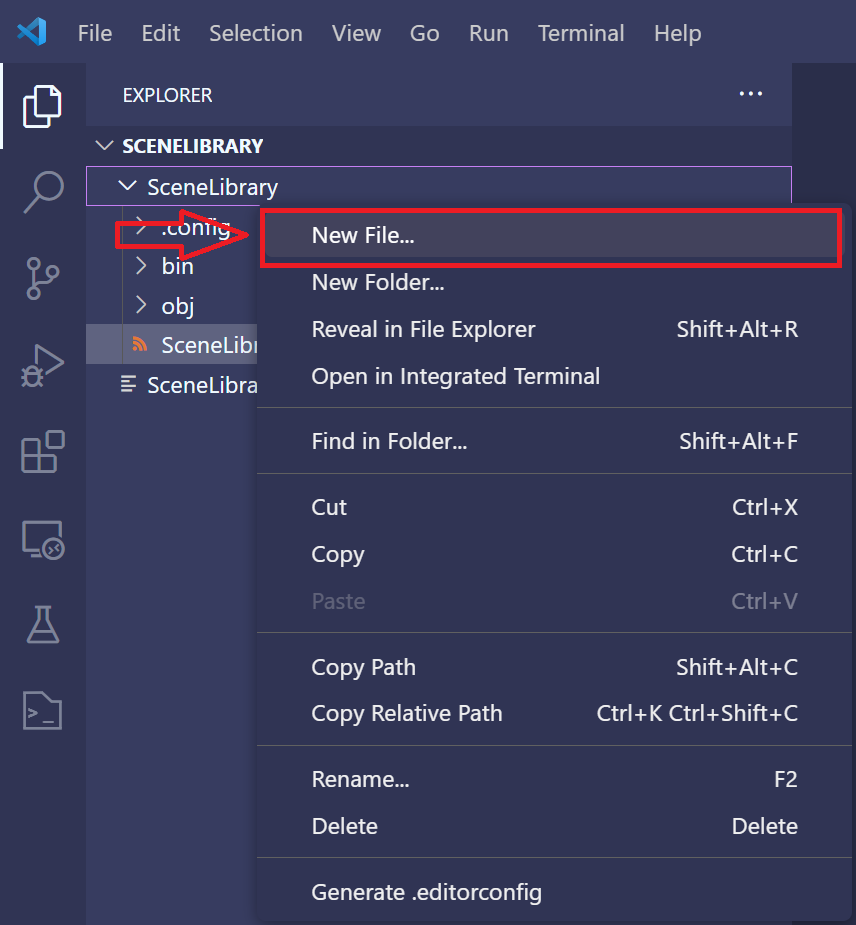 File Edit Selection View Go Run Terminal Help
EXPLORER
SCENELIBRARY
SceneLibrary
.config
bin
obj
SceneLibr
SceneLibra
New File...
New Folder...
Reveal in File Explorer Shift+Alt+R
Open in Integrated Terminal
Find in Folder... Shift+Alt+F
Cut Ctrl+X
Copy Ctrl+C
Paste Ctrl+V
Copy Path Shift+Alt+C
Copy Relative Path Ctrl+K Ctrl+Shift+C
Rename... F2
Delete Delete
Generate .editorconfig